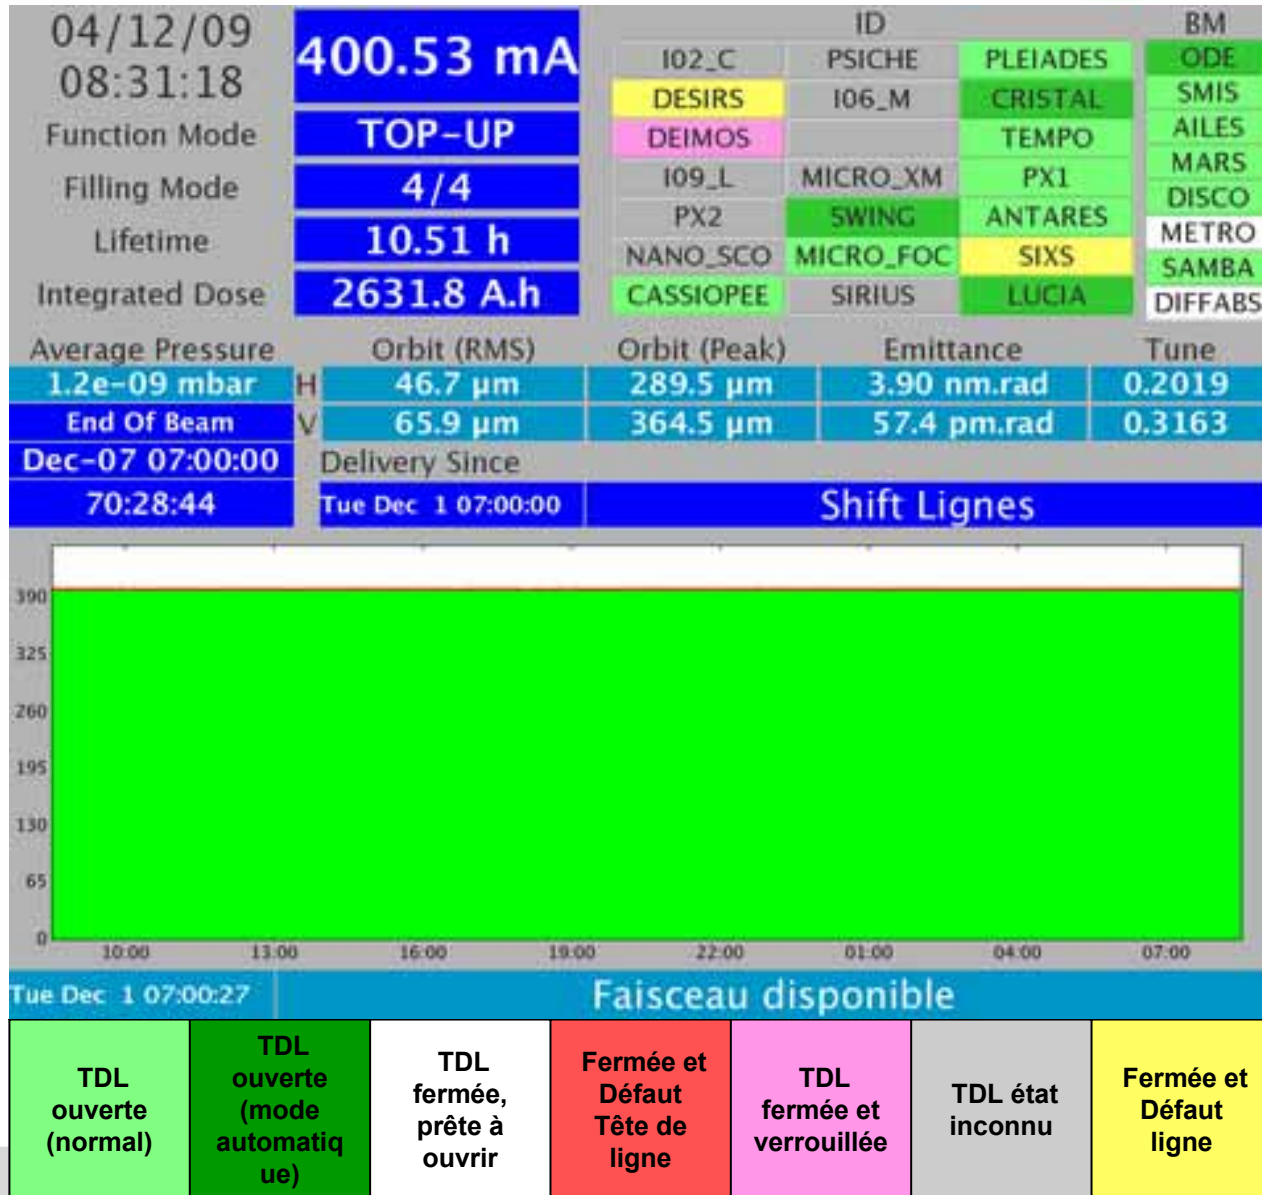 04/12/09
08:31:18
400.53 mA
Function Mode TOP-UP
Filling Mode 4/4
Lifetime 10.51 h
Integrated Dose 2631.8 A.h
ID BM
I02_C PSICHE PLEIADES ODE
DESIRS I06_M CRISTAL SMIS
DEIMOS TEMPO AILES
I09_L MICRO_XM PX1 MARS
PX2 SWING ANTARES DISCO
NANO_SCO MICRO_FOC SIXS METRO
CASSIOPEE SIRIUS LUCIA SAMBA
DIFFABS
Average Pressure Orbit (RMS) Orbit (Peak) Emittance Tune
1.2e-09 mbar H 46.7 µm 289.5 µm 3.90 nm.rad 0.2019
End Of Beam V 65.9 µm 364.5 µm 57.4 pm.rad 0.3163
Dec-07 07:00:00 Delivery Since
70:28:44 Tue Dec 1 07:00:00 Shift Lignes
390
325
260
195
130
65
0
10:00 13:00 16:00 19:00 22:00 01:00 04:00 07:00
Tue Dec 1 07:00:27 Faisceau disponible
TDL
ouverte
(normal)
TDL
ouverte
(mode
automatiq
ue)
TDL
fermée,
prête à
ouvrir
Fermée et
Défaut
Tête de
ligne
TDL
fermée et
verrouillée
TDL état
inconnu
Fermée et
Défaut
ligne